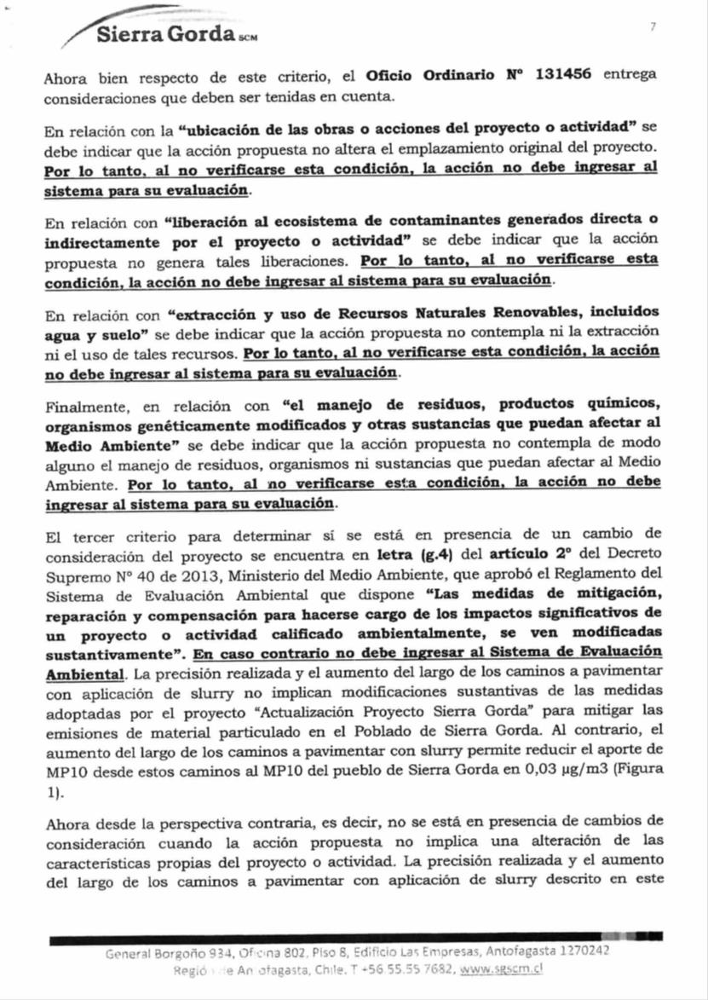 Sierra Gorda SCM
7
Ahora bien respecto de este criterio, el Oficio Ordinario Nº 131456 entrega
consideraciones que deben ser tenidas en cuenta.
En relación con la “ubicación de las obras o acciones del proyecto o actividad” se
debe indicar que la acción propuesta no altera el emplazamiento original del proyecto.
Por lo tanto, al no verificarse esta condición, la acción no debe ingresar al
sistema para su evaluación.
En relación con “liberación al ecosistema de contaminantes generados directa o
indirectamente por el proyecto o actividad” se debe indicar que la acción
propuesta no genera tales liberaciones. Por lo tanto, al no verificarse esta
condición, la acción no debe ingresar al sistema para su evaluación.
En relación con “extracción y uso de Recursos Naturales Renovables, incluidos
agua y suelo” se debe indicar que la acción propuesta no contempla ni la extracción
ni el uso de tales recursos. Por lo tanto, al no verificarse esta condición, la acción
no debe ingresar al sistema para su evaluación.
Finalmente, en relación con “el manejo de residuos, productos químicos,
organismos genéticamente modificados y otras sustancias que puedan afectar al
Medio Ambiente” se debe indicar que la acción propuesta no contempla de modo
alguno el manejo de residuos, organismos ni sustancias que puedan afectar al Medio
Ambiente. Por lo tanto, al no verificarse esta condición, la acción no debe
ingresar al sistema para su evaluación.
El tercer criterio para determinar sí se está en presencia de un cambio de
consideración del proyecto se encuentra en letra (g.4) del artículo 2º del Decreto
Supremo Nº 40 de 2013, Ministerio del Medio Ambiente, que aprobó el Reglamento del
Sistema de Evaluación Ambiental que dispone “Las medidas de mitigación,
reparación y compensación para hacerse cargo de los impactos significativos de
un proyecto o actividad calificado ambientalmente, se ven modificadas
sustantivamente”. En caso contrario no debe ingresar al Sistema de Evaluación
Ambiental. La precisión realizada y el aumento del largo de los caminos a pavimentar
con aplicación de slurry no implican modificaciones sustantivas de las medidas
adoptadas por el proyecto “Actualización Proyecto Sierra Gorda” para mitigar las
emisiones de material particulado en el Poblado de Sierra Gorda. Al contrario, el
aumento del largo de los caminos a pavimentar con slurry permite reducir el aporte de
MP10 desde estos caminos al MP10 del pueblo de Sierra Gorda en 0,03 µg/m3 (Figura
1).
Ahora desde la perspectiva contraria, es decir, no se está en presencia de cambios de
consideración cuando la acción propuesta no implica una alteración de las
características propias del proyecto o actividad. La precisión realizada y el aumento
del largo de los caminos a pavimentar con aplicación de slurry descrito en este
General Borgoño 934, Oficina 802, Piso 8, Edificio Las Empresas, Antofagasta 1270242
Región de Antofagasta, Chile. T +56 55.55 7682, www.sgscm.cl